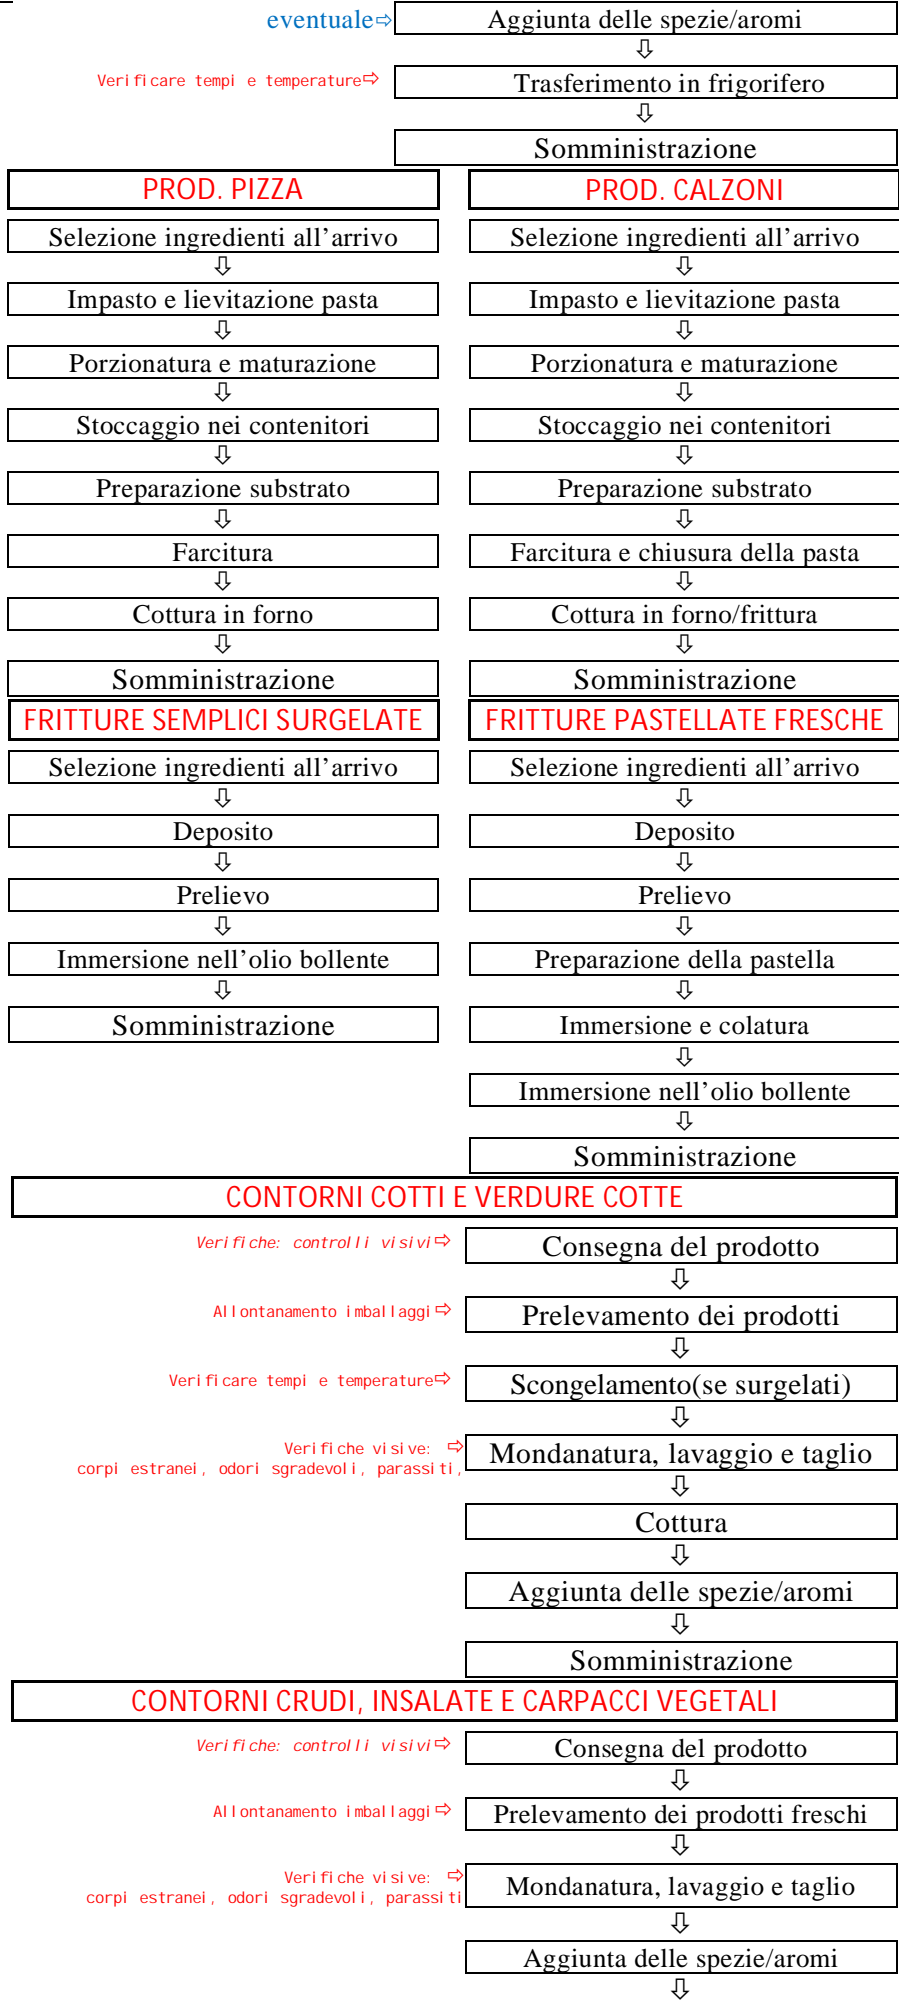 eventuale⇨ Aggiunta delle spezie/aromi
⇩
Verificare tempi e temperature⇨ Trasferimento in frigorifero
⇩
Somministrazione
PROD. PIZZA
Selezione ingredienti all’arrivo
⇩
Impasto e lievitazione pasta
⇩
Porzionatura e maturazione
⇩
Stoccaggio nei contenitori
⇩
Preparazione substrato
⇩
Farcitura
⇩
Cottura in forno
⇩
Somministrazione
PROD. CALZONI
Selezione ingredienti all’arrivo
⇩
Impasto e lievitazione pasta
⇩
Porzionatura e maturazione
⇩
Stoccaggio nei contenitori
⇩
Preparazione substrato
⇩
Farcitura e chiusura della pasta
⇩
Cottura in forno/frittura
⇩
Somministrazione
FRITTURE SEMPLICI SURGELATE
Selezione ingredienti all’arrivo
⇩
Deposito
⇩
Prelievo
⇩
Immersione nell’olio bollente
⇩
Somministrazione
FRITTURE PASTELLATE FRESCHE
Selezione ingredienti all’arrivo
⇩
Deposito
⇩
Prelievo
⇩
Preparazione della pastella
⇩
Immersione e colatura
⇩
Immersione nell’olio bollente
⇩
Somministrazione
CONTORNI COTTI E VERDURE COTTE
Verifiche: controlli visivi⇨ Consegna del prodotto
⇩
Allontanamento imballaggi⇨ Prelevamento dei prodotti
⇩
Verificare tempi e temperature⇨ Scongelamento(se surgelati)
⇩
Verifiche visive: ⇨
corpi estranei, odori sgradevoli, parassiti,
Mondanatura, lavaggio e taglio
⇩
Cottura
⇩
Aggiunta delle spezie/aromi
⇩
Somministrazione
CONTORNI CRUDI, INSALATE E CARPACCI VEGETALI
Verifiche: controlli visivi⇨ Consegna del prodotto
⇩
Allontanamento imballaggi⇨ Prelevamento dei prodotti freschi
⇩
Verifiche visive: ⇨
corpi estranei, odori sgradevoli, parassiti
Mondanatura, lavaggio e taglio
⇩
Aggiunta delle spezie/aromi
⇩